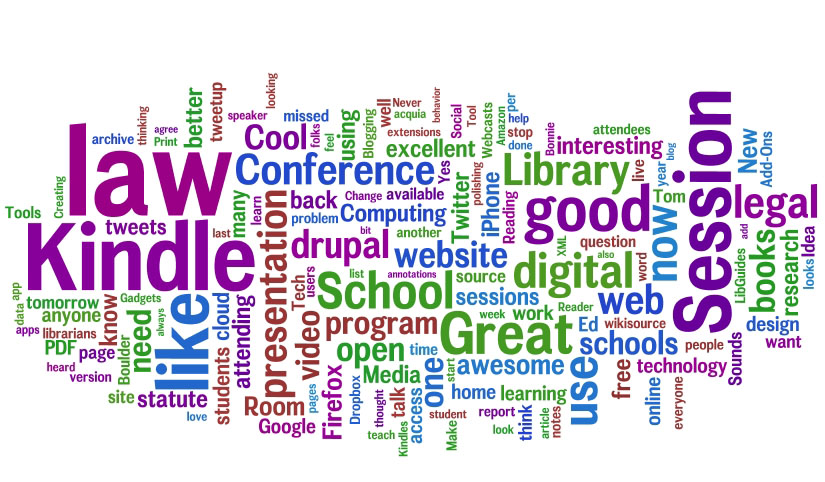 looking
thinking
better
tweetup
speaker
missed
well
Never
acquia
behavior
Social
Tool
Webcasts
Amazon
per
help
archive
agree
Print
Cool
folks
feel
using
Blogging
extensions
excellent
stop
done
Bonnie
attendees
interesting
New
Add-Ons
law
Conference
Yes
polishing
Library
live
year
blog
Session
Creating
many
learn
back
Change
available
Twitter
iPhone
Reading
good
Tom
legal
Tools
tweets
last
problem
Computing
bit
another
XML
question
also
word
now
add
Idea
Kindle
presentation
drupal
website
digital
LibGuides
books
research
looks
Tech
users
list
annotations
School
source
sessions
web
data
app
tomorrow
Gadgets
apps
anyone
librarians
know
need
always
like
cloud
attending
video
program
week
work
Reader
Great
Ed
wikisource
design
want
PDF
page
Boulder
open
time
schools
people
Sounds
heard
version
students
Media
one
start
awesome
use
free
technology
site
statute
Room
pages
Firefox
Dropbox
thought
talk
access
home
learning
online
everyone
love
Google
teach
Kindles
student
Make
report
look
think
article
notes